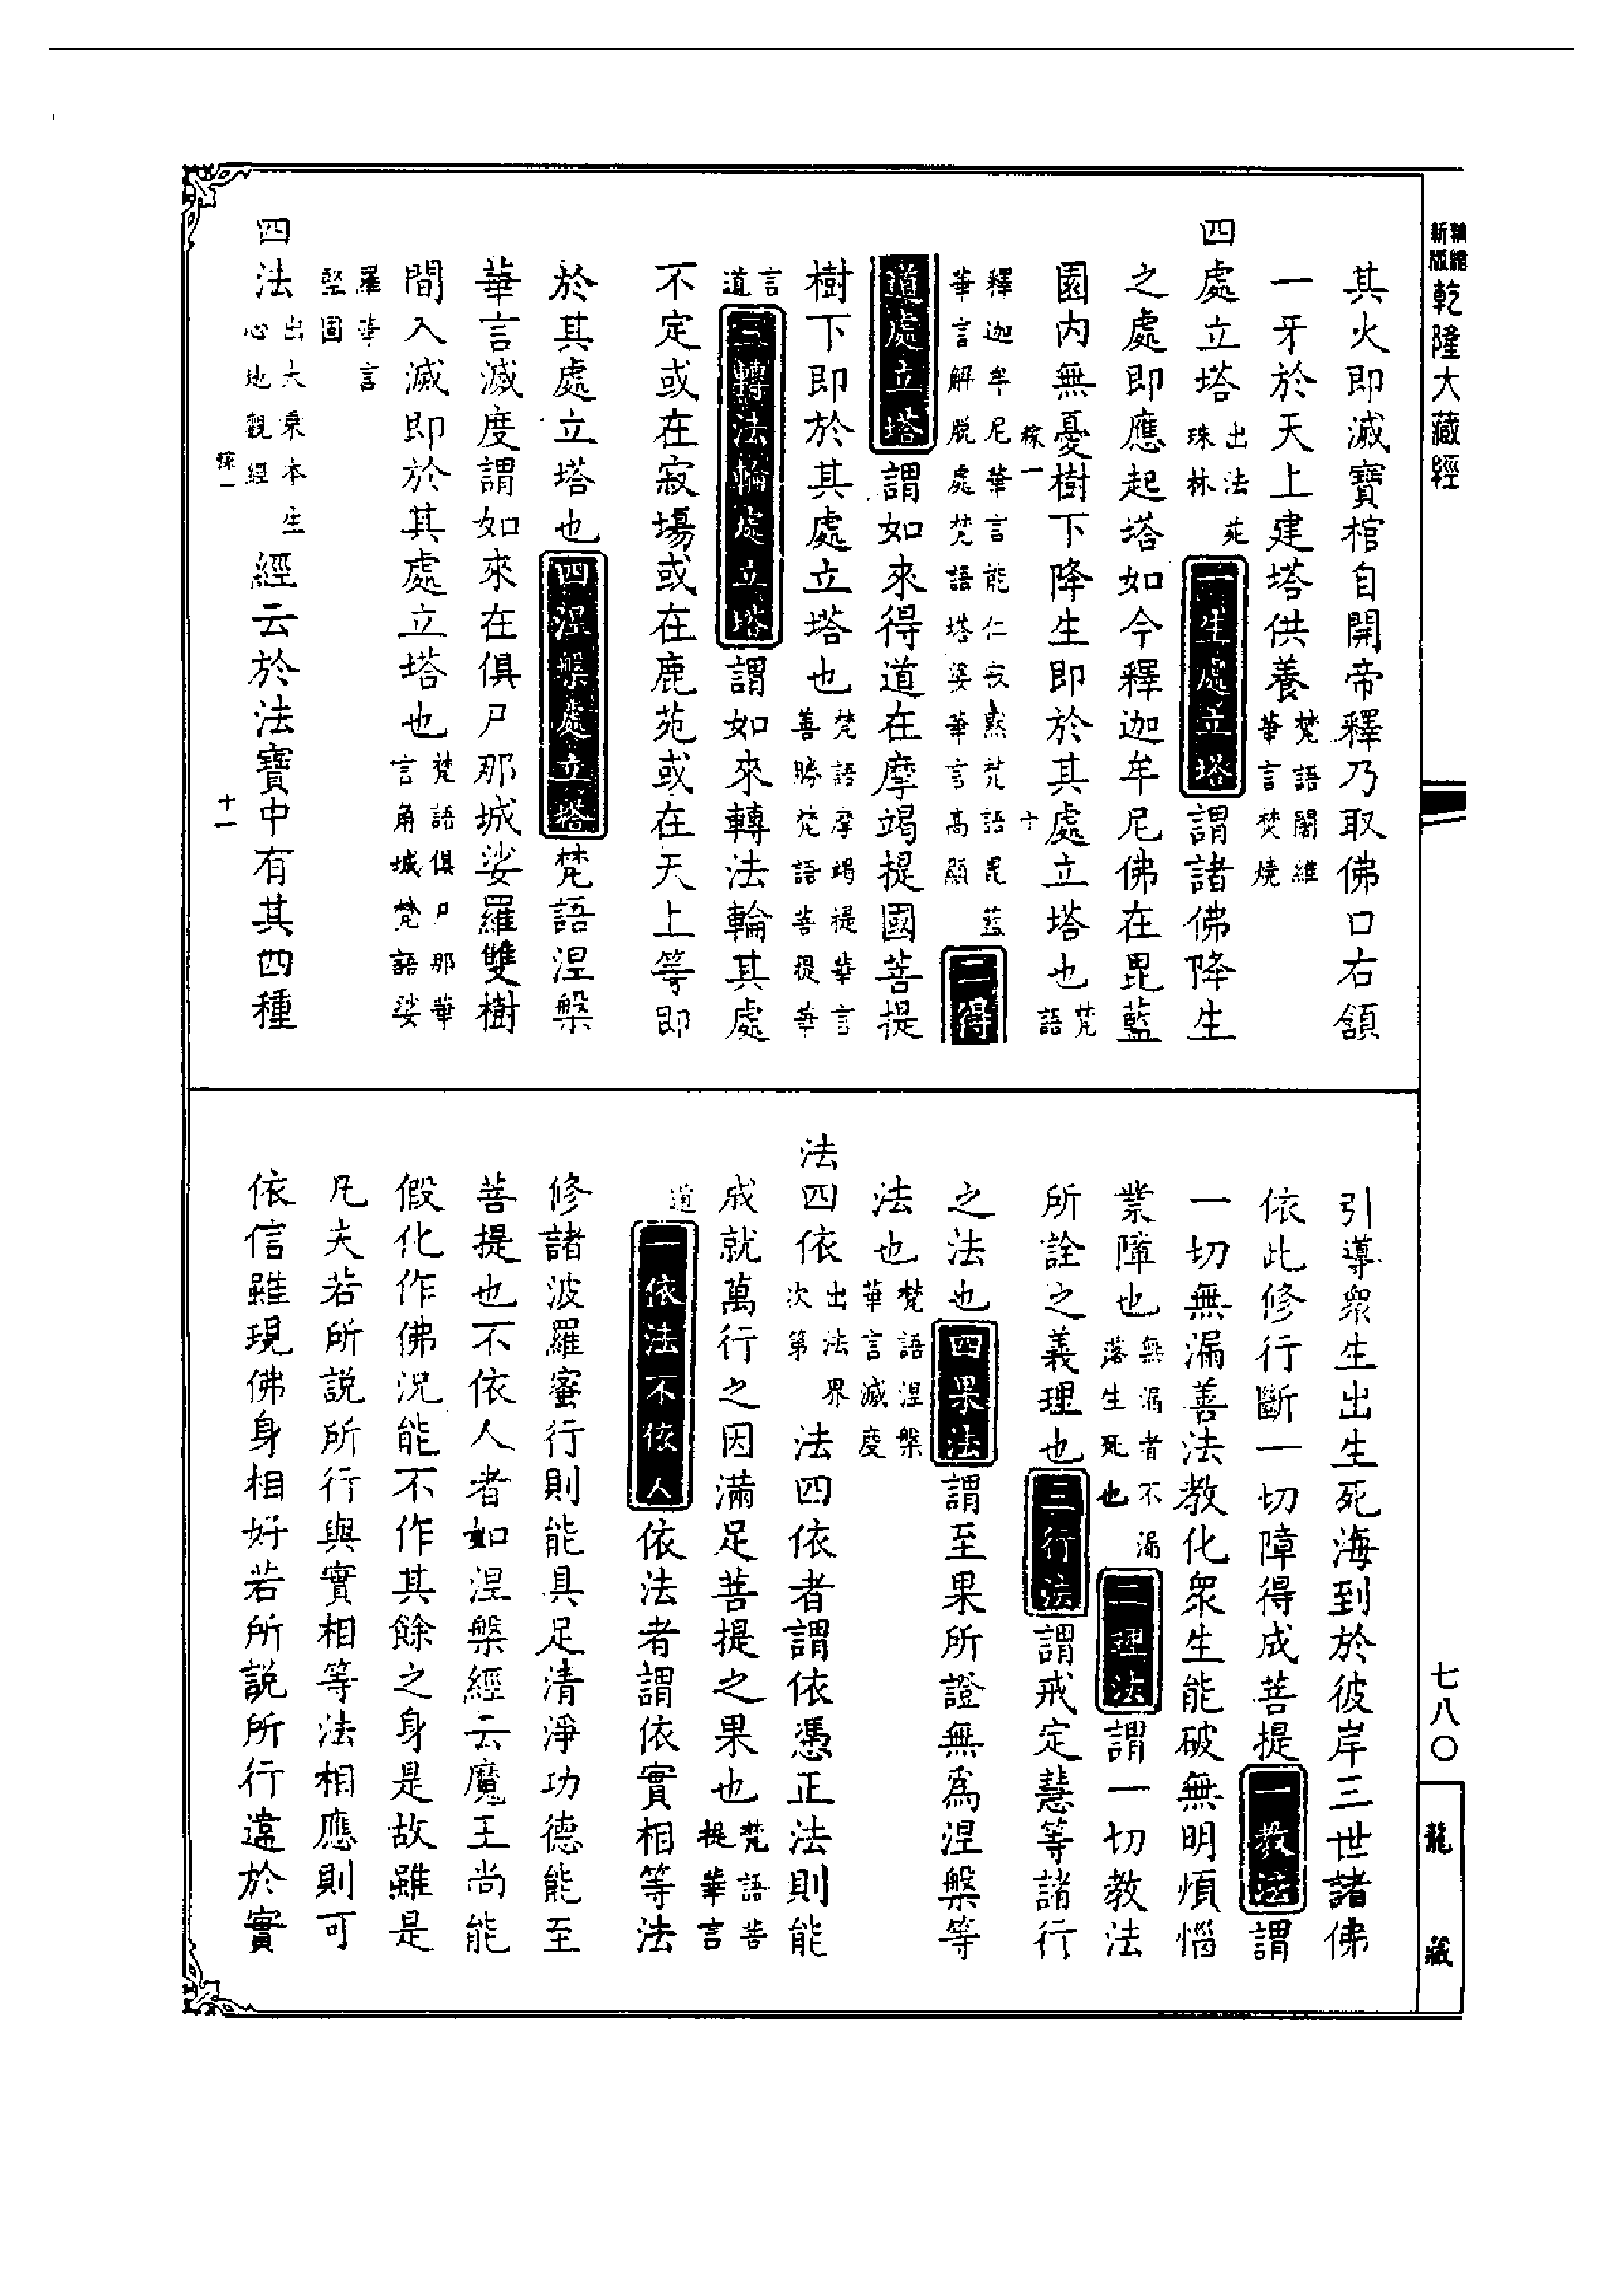 精縮
新版
乾隆大藏經
七八〇
龍藏
其火即滅寶棺自開帝釋乃取佛口右頷
一牙於天上建塔供養梵語闍維華言焚燒
四處立塔出法苑珠林一生處立塔謂諸佛降生
之處即應起塔如今釋迦牟尼佛在毘藍
園內無憂樹下降生即於其處立塔也梵語
稼一
十
釋迦牟尼華言能仁寂默梵語毘藍華言解脫處梵語塔婆華言高顯二得
道處立塔謂如來得道在摩竭提國菩提
樹下即於其處立塔也梵語摩竭提華言善勝梵語菩提華
言道三轉法輪處立塔謂如來轉法輪其處
不定或在寂場或在鹿苑或在天上等即
於其處立塔也四涅槃處立塔梵語涅槃
華言滅度謂如來在俱尸那城娑羅雙樹
間入滅即於其處立塔也梵語俱尸那華言角城梵語娑
羅華言堅固
四法出大乘本生心地觀經經云於法寶中有其四種
稼一
十一
引導衆生出生死海到於彼岸三世諸佛
依此修行斷一切障得成菩提一教法謂
一切無漏善法教化衆生能破無明煩惱
業障也無漏者不漏落生死也二理法謂一切教法
所詮之義理也三行法謂戒定慧等諸行
之法也四果法謂至果所證無為涅槃等
法也梵語涅槃華言滅度
法四依出法界次第法四依者謂依憑正法則能
成就萬行之因滿足菩提之果也梵語菩提華言
道一依法不依人依法者謂依實相等法
修諸波羅蜜行則能具足清淨功德能至
菩提也不依人者如涅槃經云魔王尚能
假化作佛況能不作其餘之身是故雖是
凡夫若所說所行與實相等法相應則可
依信雖現佛身相好若所說所行違於實